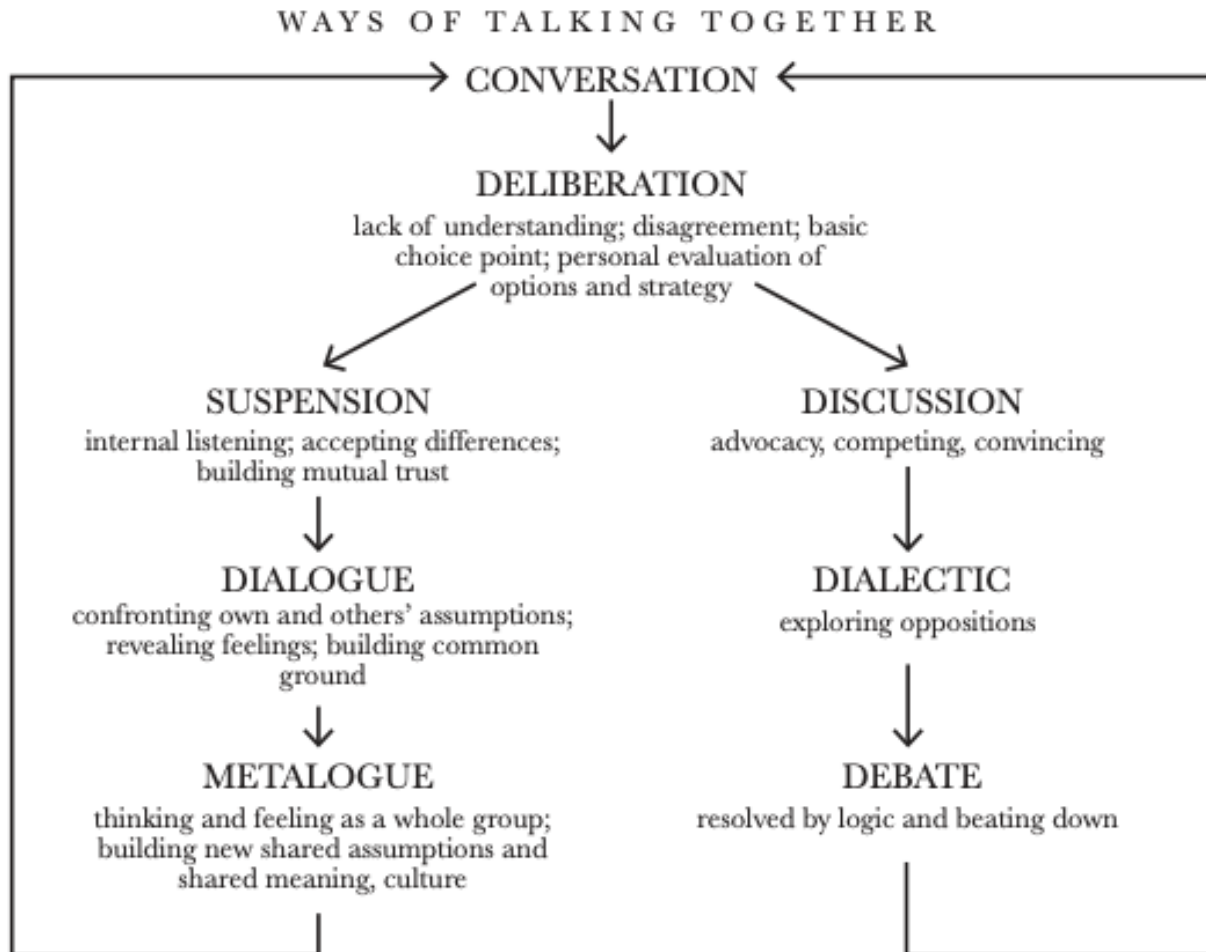 WAYS OF TALKING TOGETHER
CONVERSATION
DELIBERATION
lack of understanding; disagreement; basic
choice point; personal evaluation of
options and strategy
SUSPENSION
internal listening; accepting differences;
building mutual trust
DIALOGUE
confronting own and others’ assumptions;
revealing feelings; building common
ground
METALOGUE
thinking and feeling as a whole group;
building new shared assumptions and
shared meaning, culture
DISCUSSION
advocacy, competing, convincing
DIALECTIC
exploring oppositions
DEBATE
resolved by logic and beating down